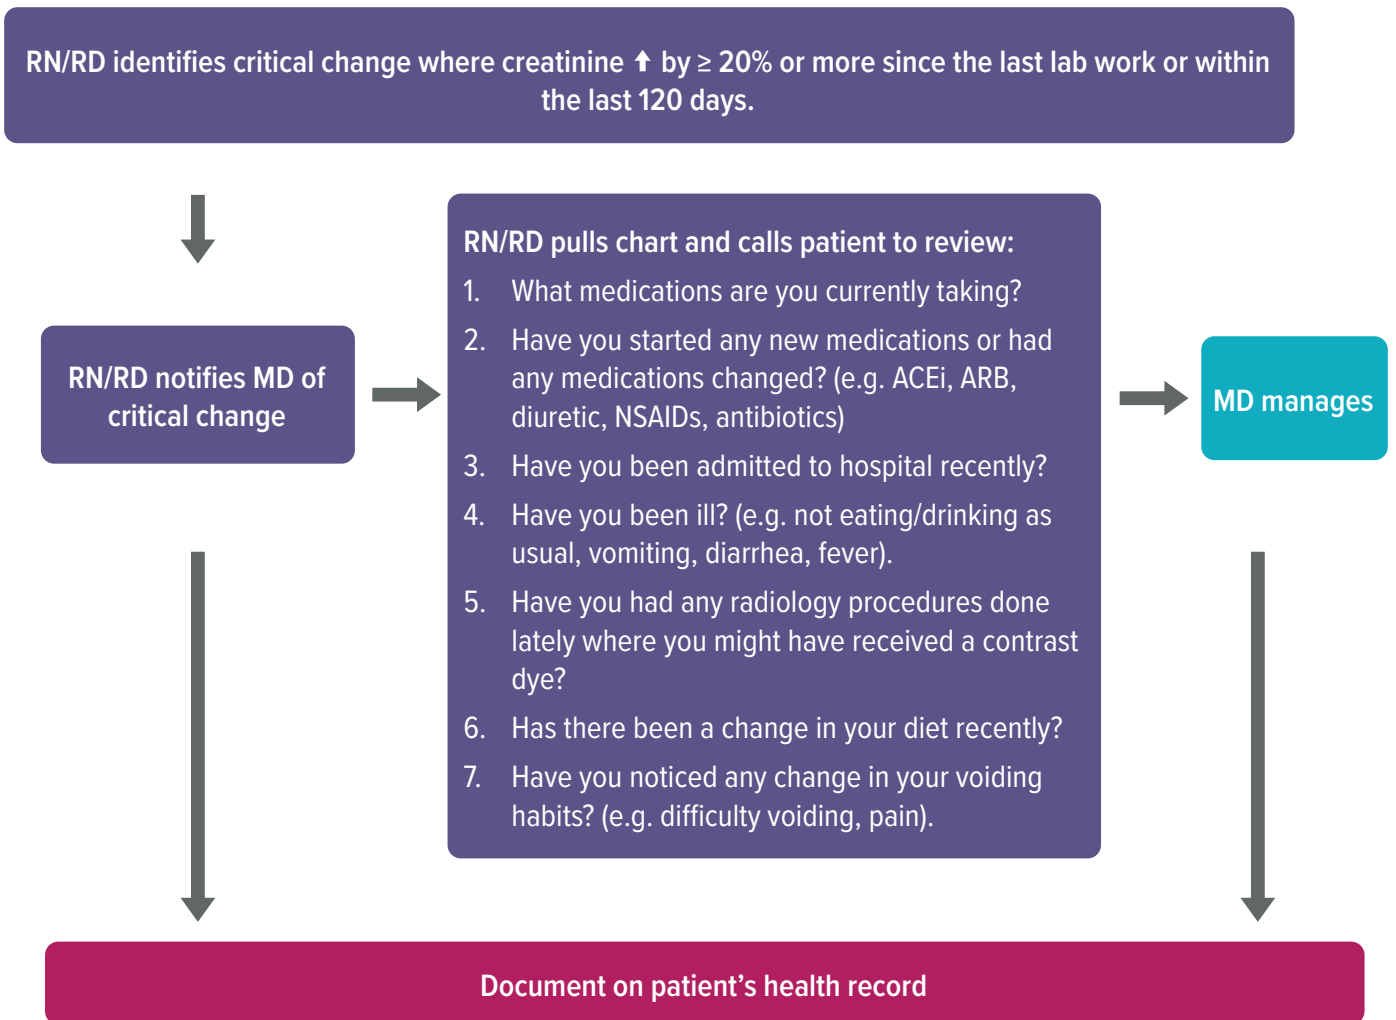 RN/RD identifies critical change where creatinine ⬆ by ≥ 20% or more since the last lab work or within
the last 120 days.
RN/RD notifies MD of
critical change
RN/RD pulls chart and calls patient to review:
1. What medications are you currently taking?
2. Have you started any new medications or had
any medications changed? (e.g. ACEi, ARB,
diuretic, NSAIDs, antibiotics)
3. Have you been admitted to hospital recently?
4. Have you been ill? (e.g. not eating/drinking as
usual, vomiting, diarrhea, fever).
5. Have you had any radiology procedures done
lately where you might have received a contrast
dye?
6. Has there been a change in your diet recently?
7. Have you noticed any change in your voiding
habits? (e.g. difficulty voiding, pain).
MD manages
Document on patient’s health record